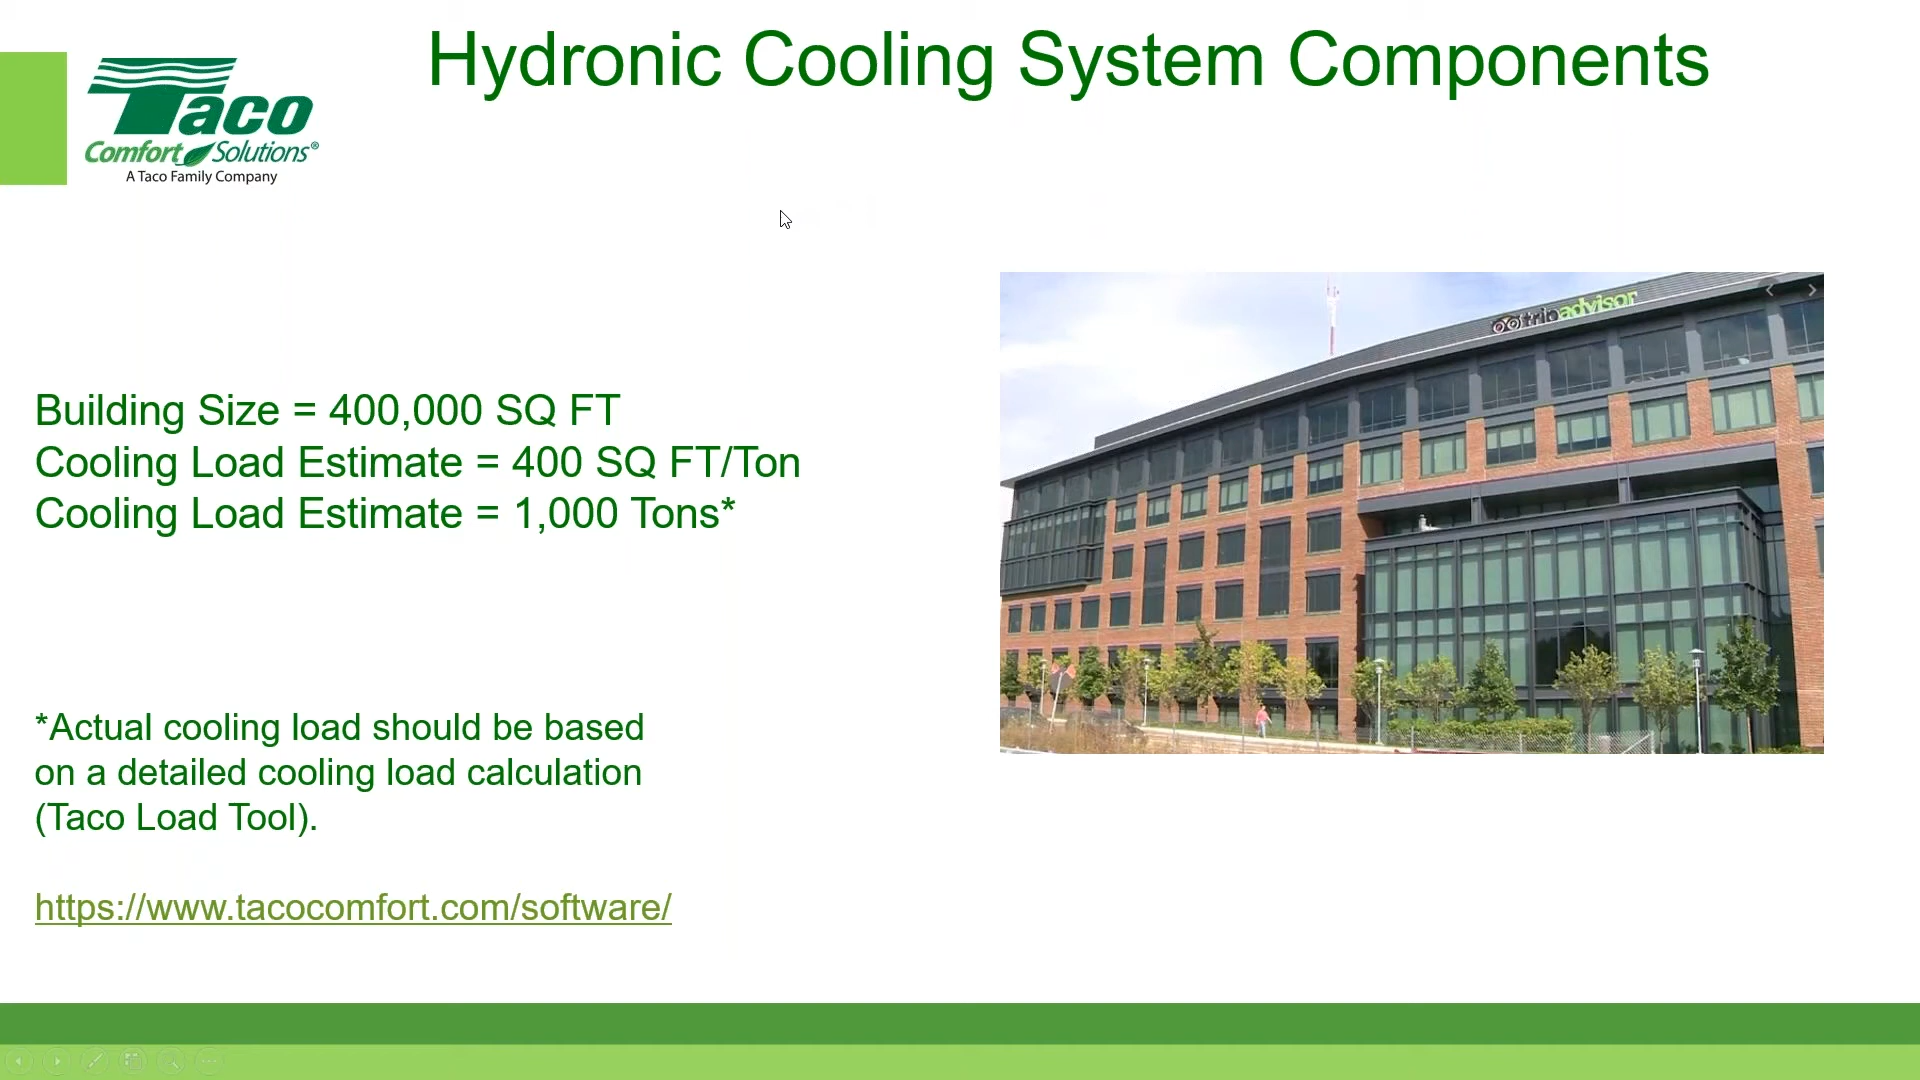 Hydronic Cooling System Components
Taco
Comfort Solutions®
A Taco Family Company
tripadvisor
Building Size = 400,000 SQ FT
Cooling Load Estimate = 400 SQ FT/Ton
Cooling Load Estimate = 1,000 Tons*
*Actual cooling load should be based
on a detailed cooling load calculation
(Taco Load Tool).
https://www.tacocomfort.com/software/